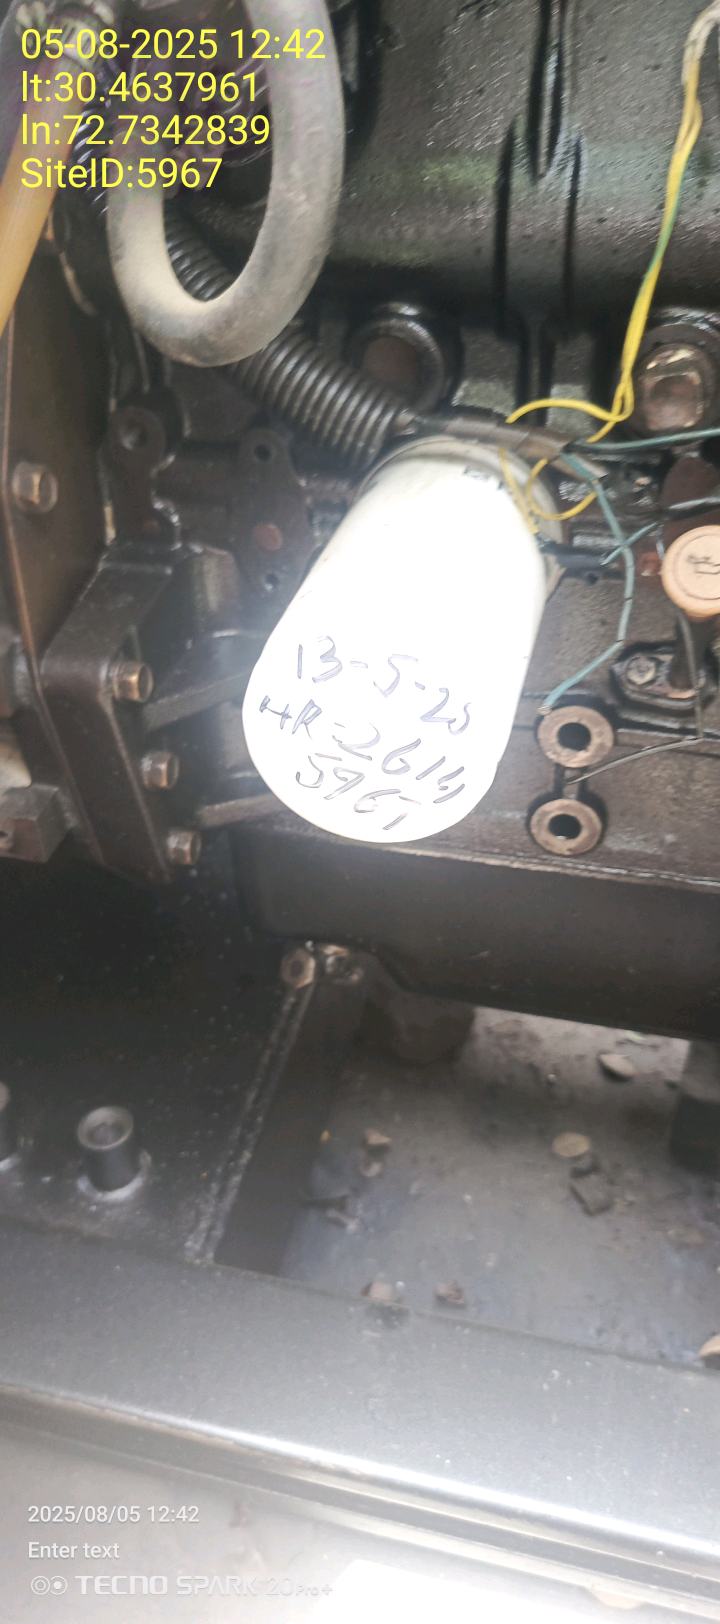 05-08-2025 12:42
lt:30.4637961
ln:72.7342839
SiteID:5967
13-5-25
HR-2619
5967
2025/08/05 12:42
Enter text
TECNO SPARK 20Pro+